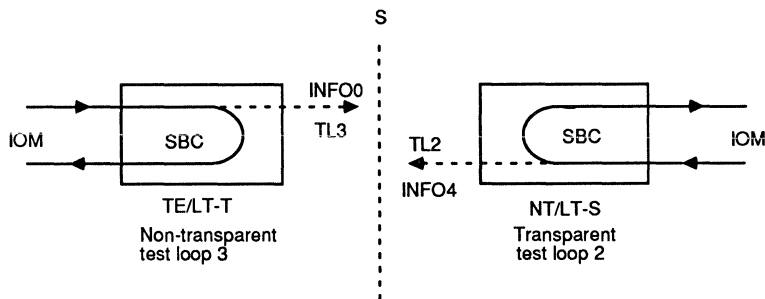 S
INFO0
TL3
IOM
SBC
TE/LT-T
Non-transparent
test loop 3
TL2
INFO4
SBC
IOM
NT/LT-S
Transparent
test loop 2